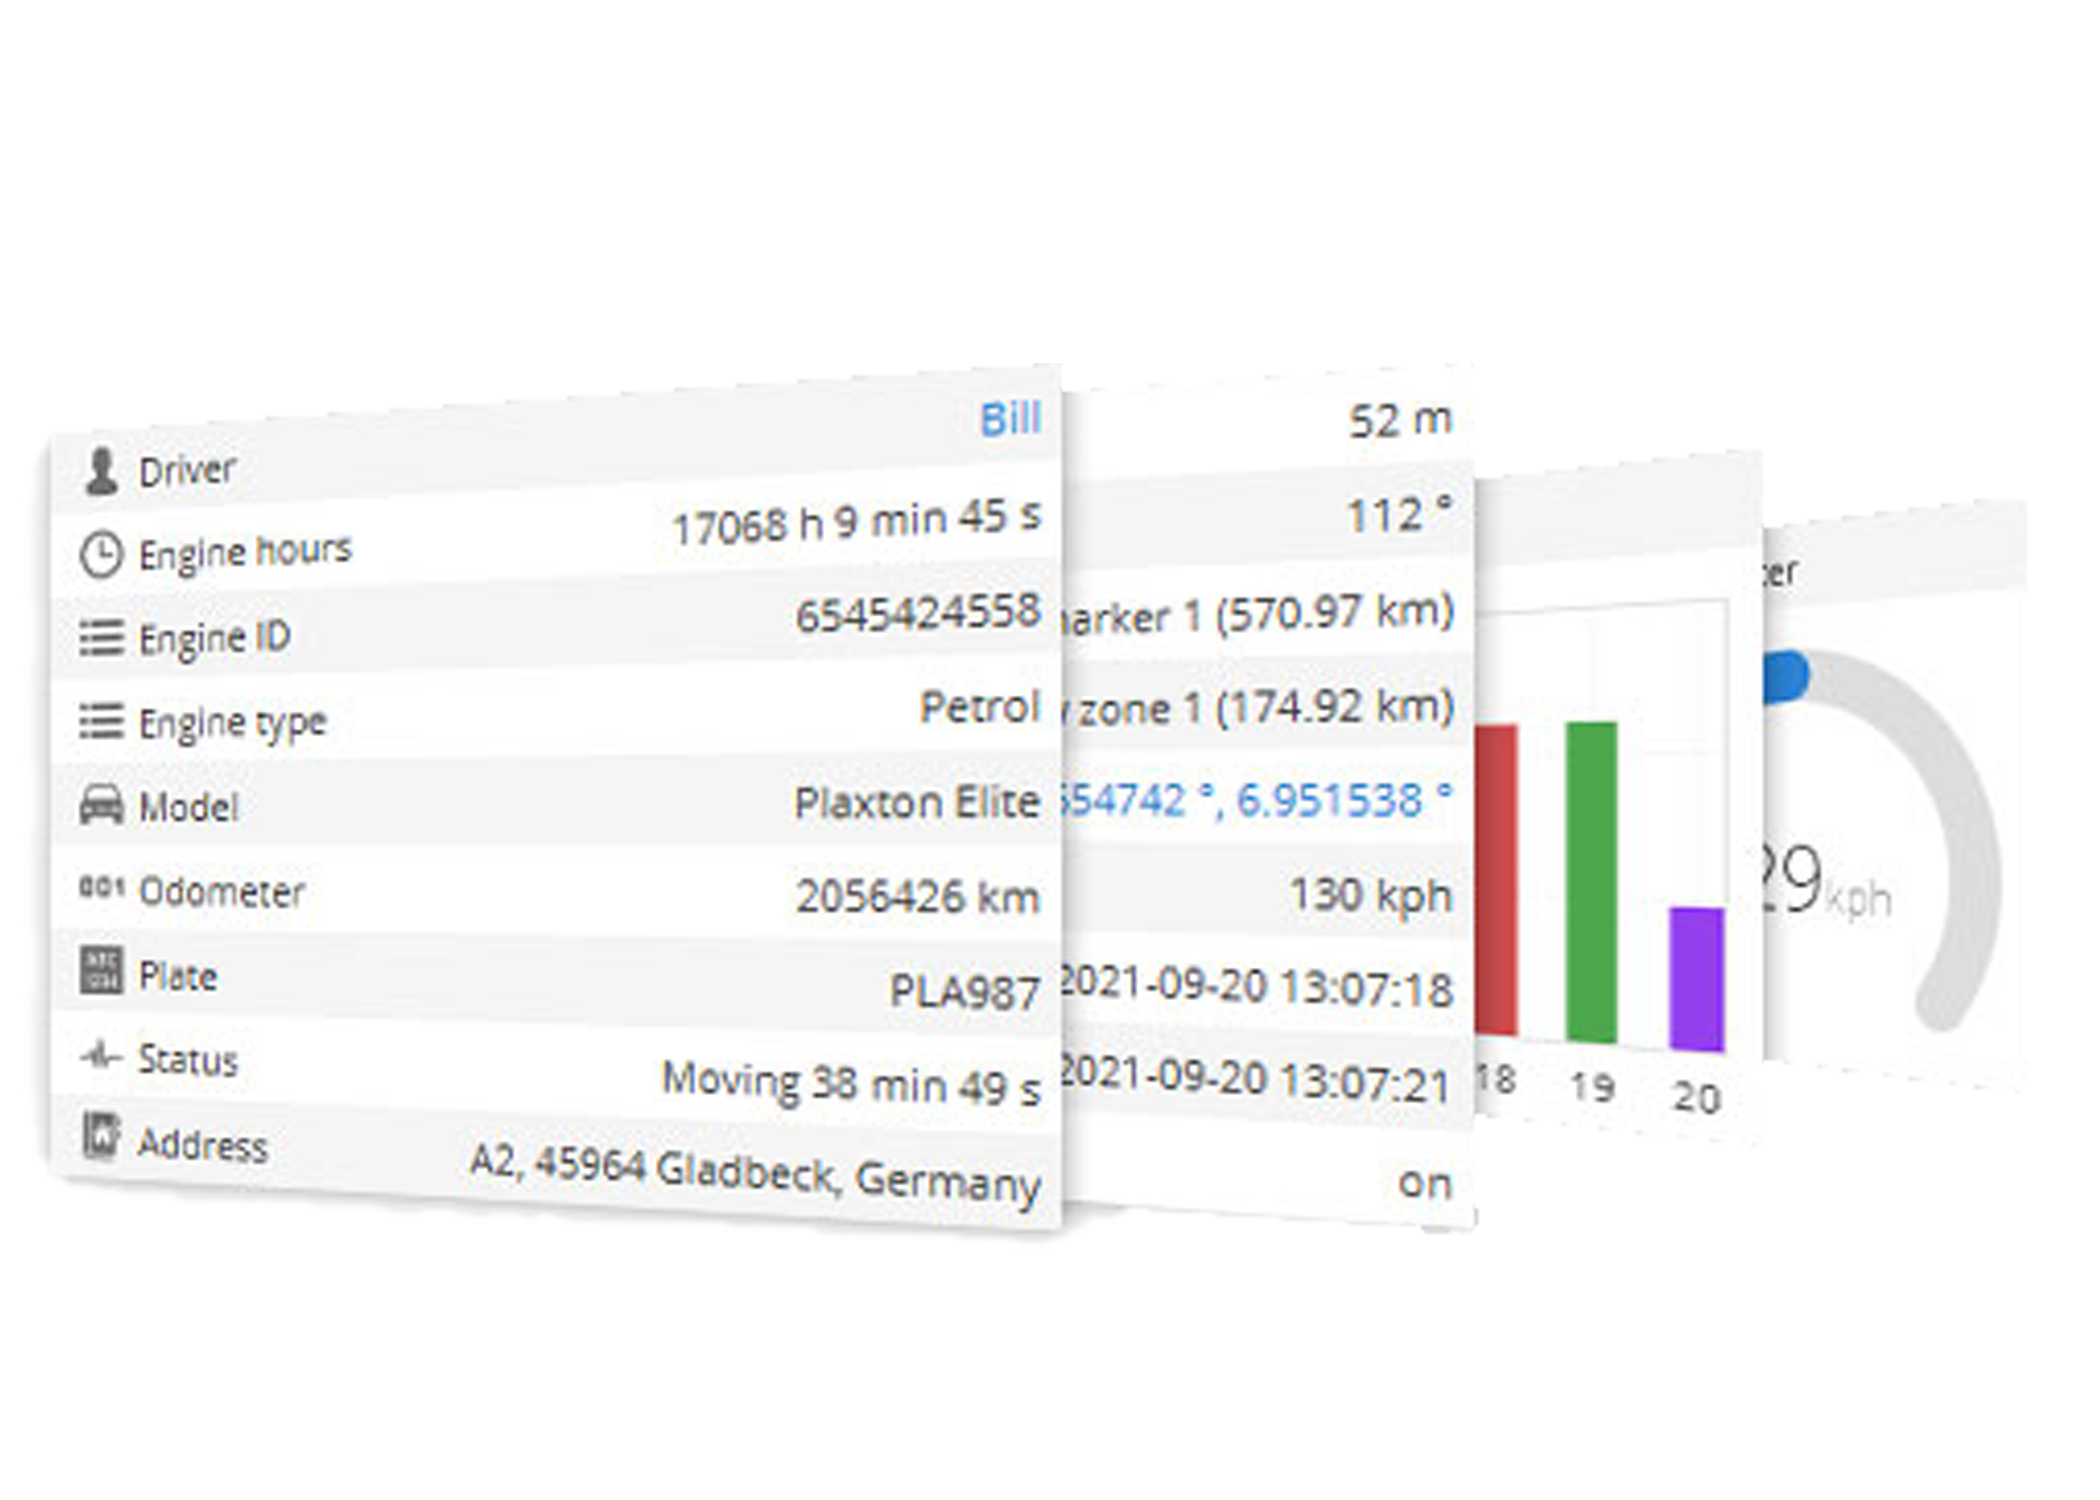 Driver Bill
Engine hours 17068 h 9 min 45 s
Engine ID 6545424558
Engine type Petrol
Model Plaxton Elite
Odometer 2056426 km
Plate PLA987
Status Moving 38 min 49 s
Address A2, 45964 Gladbeck, Germany
52 m
112 °
1 (570.97 km)
zone 1 (174.92 km)
54742 °, 6.951538 °
130 kph
2021-09-20 13:07:18
2021-09-20 13:07:21
on
18 19 20
29 kph